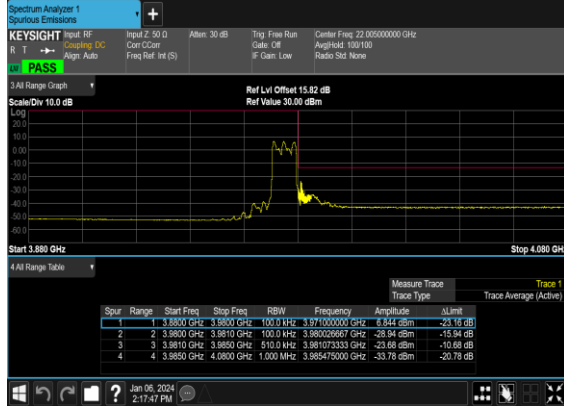 Spectrum Analyzer 1
Spurious Emissions
+
KEYSIGHT Input: RF Input Z: 50 Ω Atten: 30 dB Trig: Free Run Center Freq: 22.005000000 GHz
R T Coupling: DC Corr CCorr Gate: Off Avg|Hold: 100/100
Align: Auto Freq Ref: Int (S) IF Gain: Low Radio Std: None
PASS
3 All Range Graph
Ref Lvl Offset 15.82 dB
Scale/Div 10.0 dB Ref Value 30.00 dBm
Log
20.0
10.0
0.00
-10.0
-20.0
-30.0
-40.0
-50.0
-60.0
Start 3.880 GHz Stop 4.080 GHz
4 All Range Table
Measure Trace Trace 1
Trace Type Trace Average (Active)
Spur Range Start Freq Stop Freq RBW Frequency Amplitude ΔLimit
1 1 3.8800 GHz 3.9800 GHz 100.0 kHz 3.971000000 GHz 6.844 dBm -23.16 dB
2 2 3.9800 GHz 3.9810 GHz 100.0 kHz 3.980026667 GHz -28.94 dBm -15.94 dB
3 3 3.9810 GHz 3.9850 GHz 510.0 kHz 3.981073333 GHz -23.68 dBm -10.68 dB
4 4 3.9850 GHz 4.0800 GHz 1.000 MHz 3.985475000 GHz -33.78 dBm -20.78 dB
?
Jan 06, 2024
2:17:47 PM